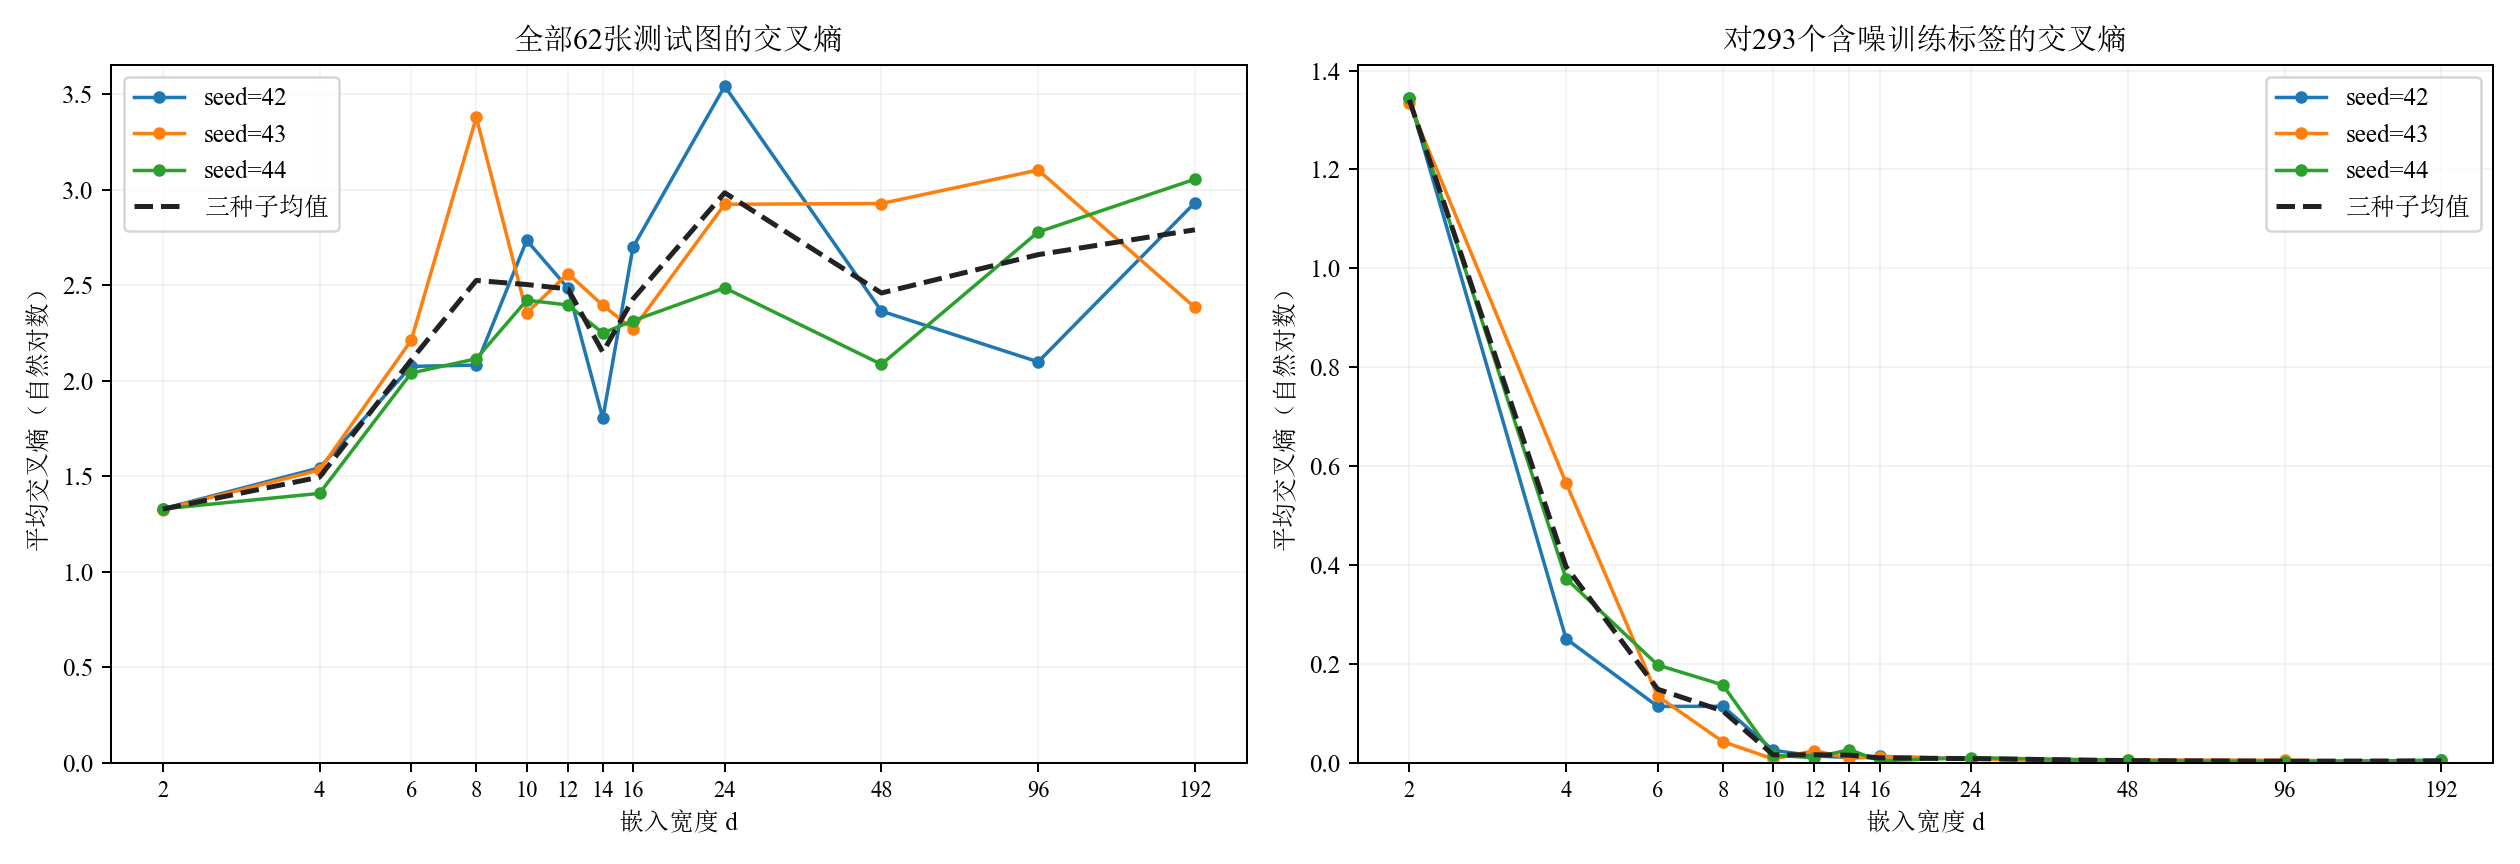 全部62张测试图的交叉熵
平均交叉熵（自然对数）
3.5
3.0
2.5
2.0
1.5
1.0
0.5
0.0
seed=42
seed=43
seed=44
三种子均值
2 4 6 8 10 12 14 16 24 48 96 192
嵌入宽度 d
对293个含噪训练标签的交叉熵
平均交叉熵（自然对数）
1.4
1.2
1.0
0.8
0.6
0.4
0.2
0.0
seed=42
seed=43
seed=44
三种子均值
2 4 6 8 10 12 14 16 24 48 96 192
嵌入宽度 d